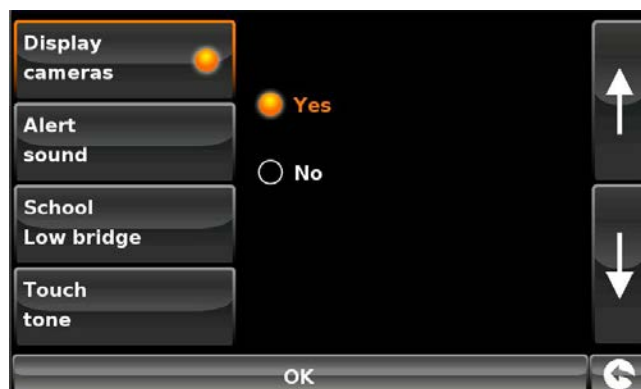 Display
cameras
Yes
Alert
sound
No
School
Low bridge
Touch
tone
OK